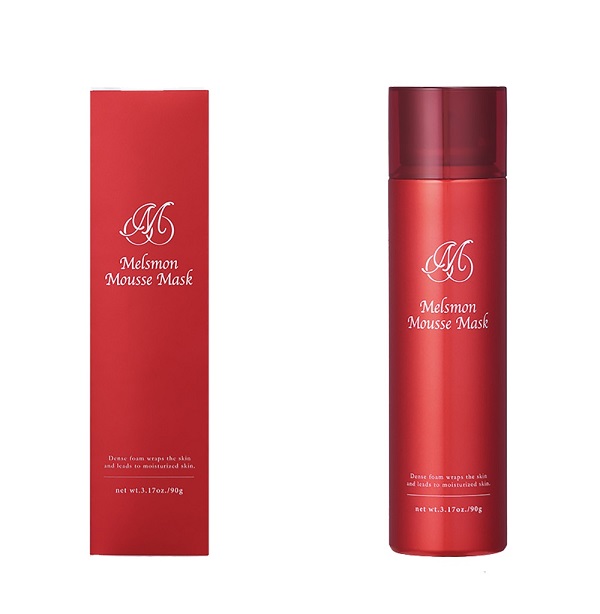 M
Melsmon
Mousse Mask
Dense foam wraps the skin
and leads to moisturized skin.
net wt.3.17oz./90g
M
Melsmon
Mousse Mask
Dense foam wraps the skin
and leads to moisturized skin.
net wt.3.17oz./90g